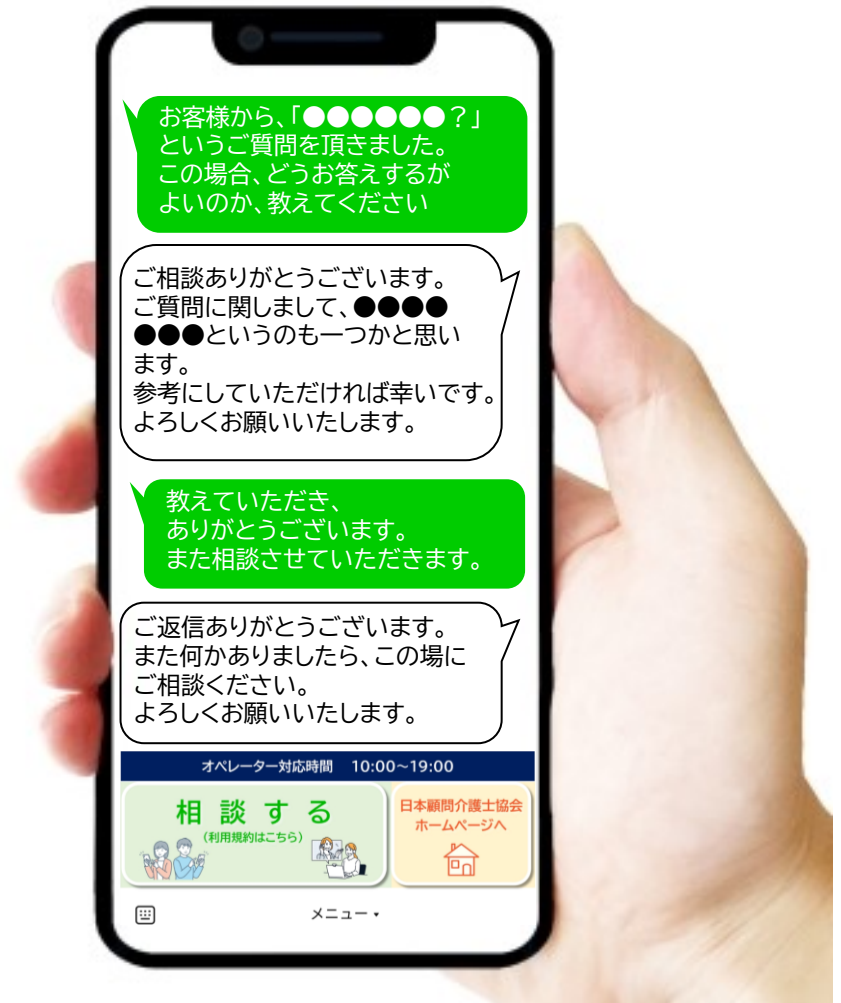 お客様から、「●●●●●●？」
というご質問を頂きました。
この場合、どうお答えするが
よいのか、教えてください
ご相談ありがとうございます。
ご質問に関しまして、●●●●
●●●というのも一つかと思い
ます。
参考にしていただければ幸いです。
よろしくお願いいたします。
教えていただき、
ありがとうございます。
また相談させていただきます。
ご返信ありがとうございます。
また何かありましたら、この場に
ご相談ください。
よろしくお願いいたします。
オペレーター対応時間　10:00～19:00
相談する
（利用規約はこちら）
日本顧問介護士協会
ホームページへ
メニュー▾